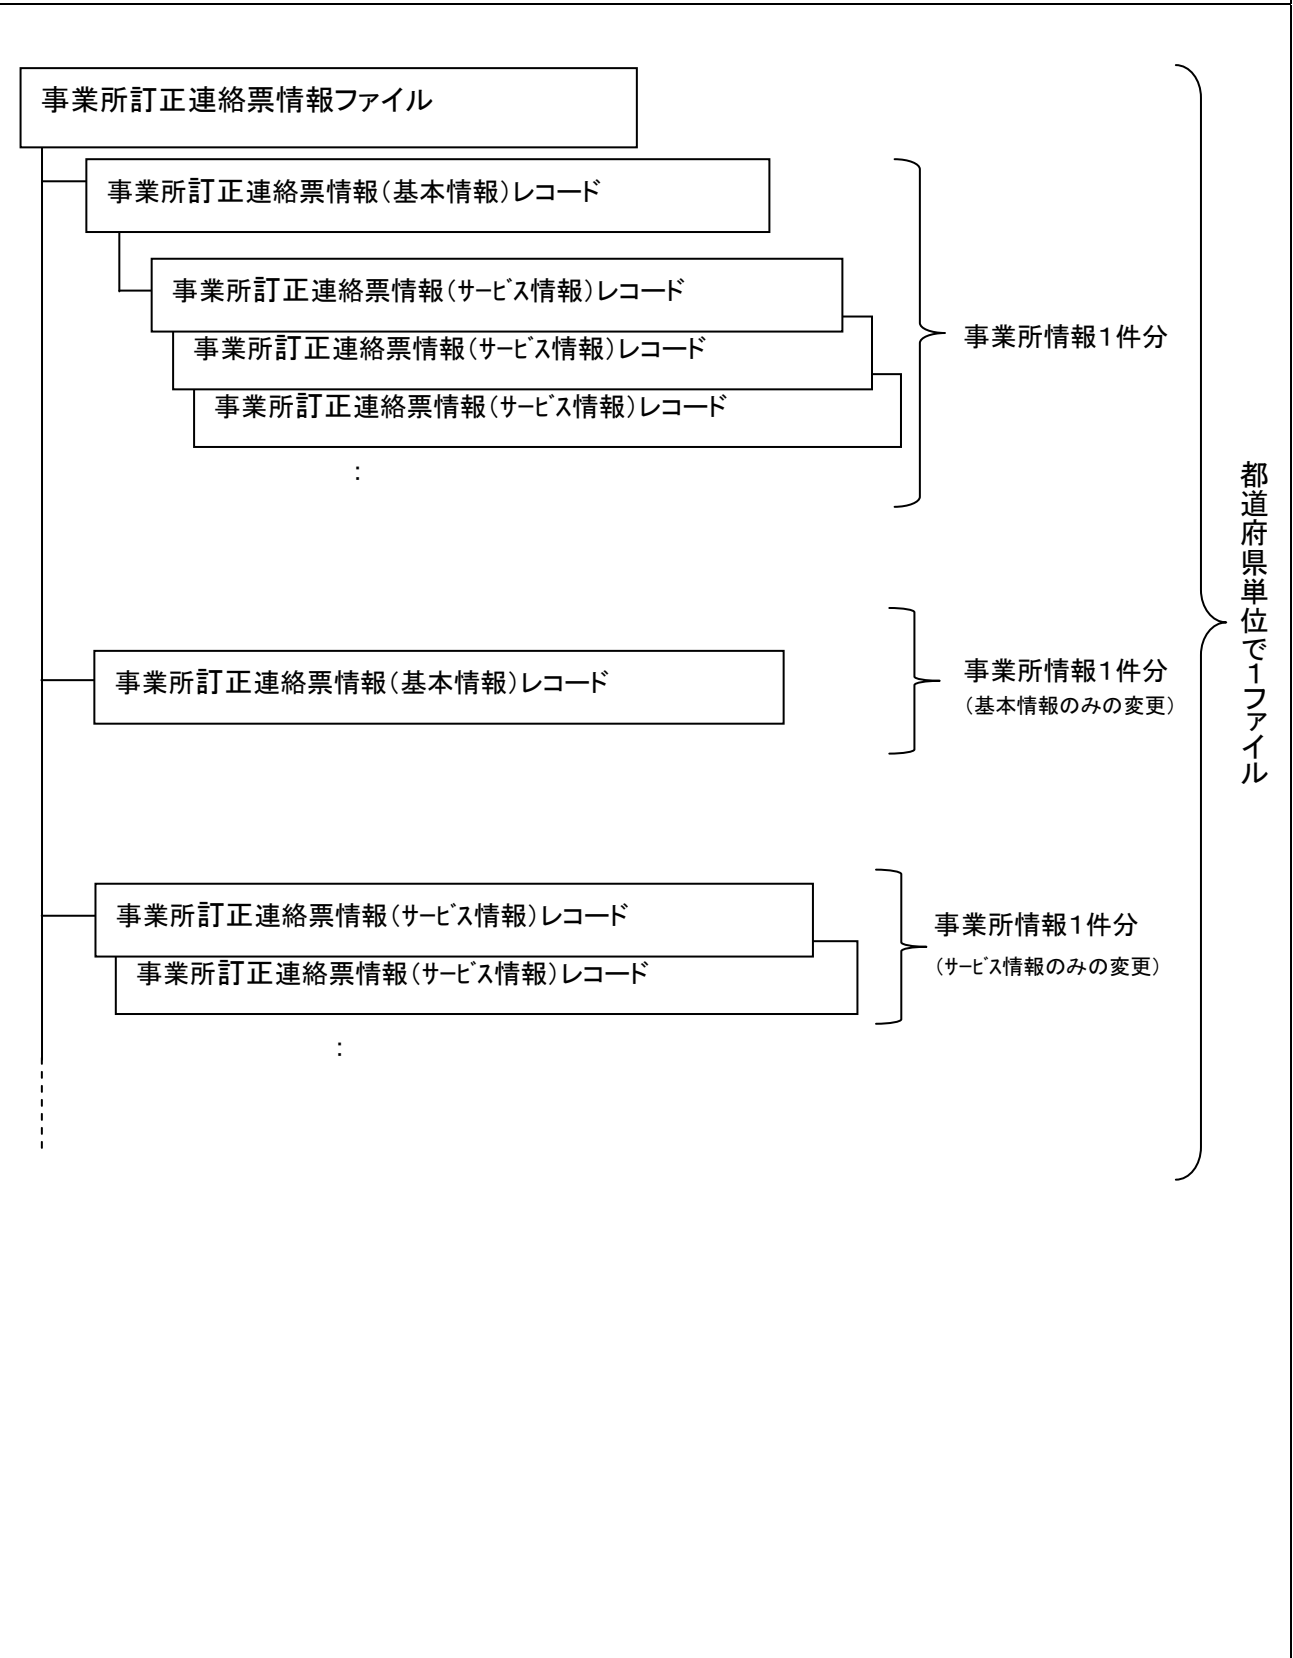 事業所訂正連絡票情報ファイル
事業所訂正連絡票情報（基本情報）レコード
事業所訂正連絡票情報（ｻｰﾋﾞｽ情報）レコード
事業所訂正連絡票情報（ｻｰﾋﾞｽ情報）レコード
事業所訂正連絡票情報（ｻｰﾋﾞｽ情報）レコード
：
事業所情報１件分
事業所訂正連絡票情報（基本情報）レコード
事業所情報１件分
（基本情報のみの変更）
事業所訂正連絡票情報（ｻｰﾋﾞｽ情報）レコード
事業所訂正連絡票情報（ｻｰﾋﾞｽ情報）レコード
：
事業所情報１件分
（ｻｰﾋﾞｽ情報のみの変更）
都道府県単位で１ファイル